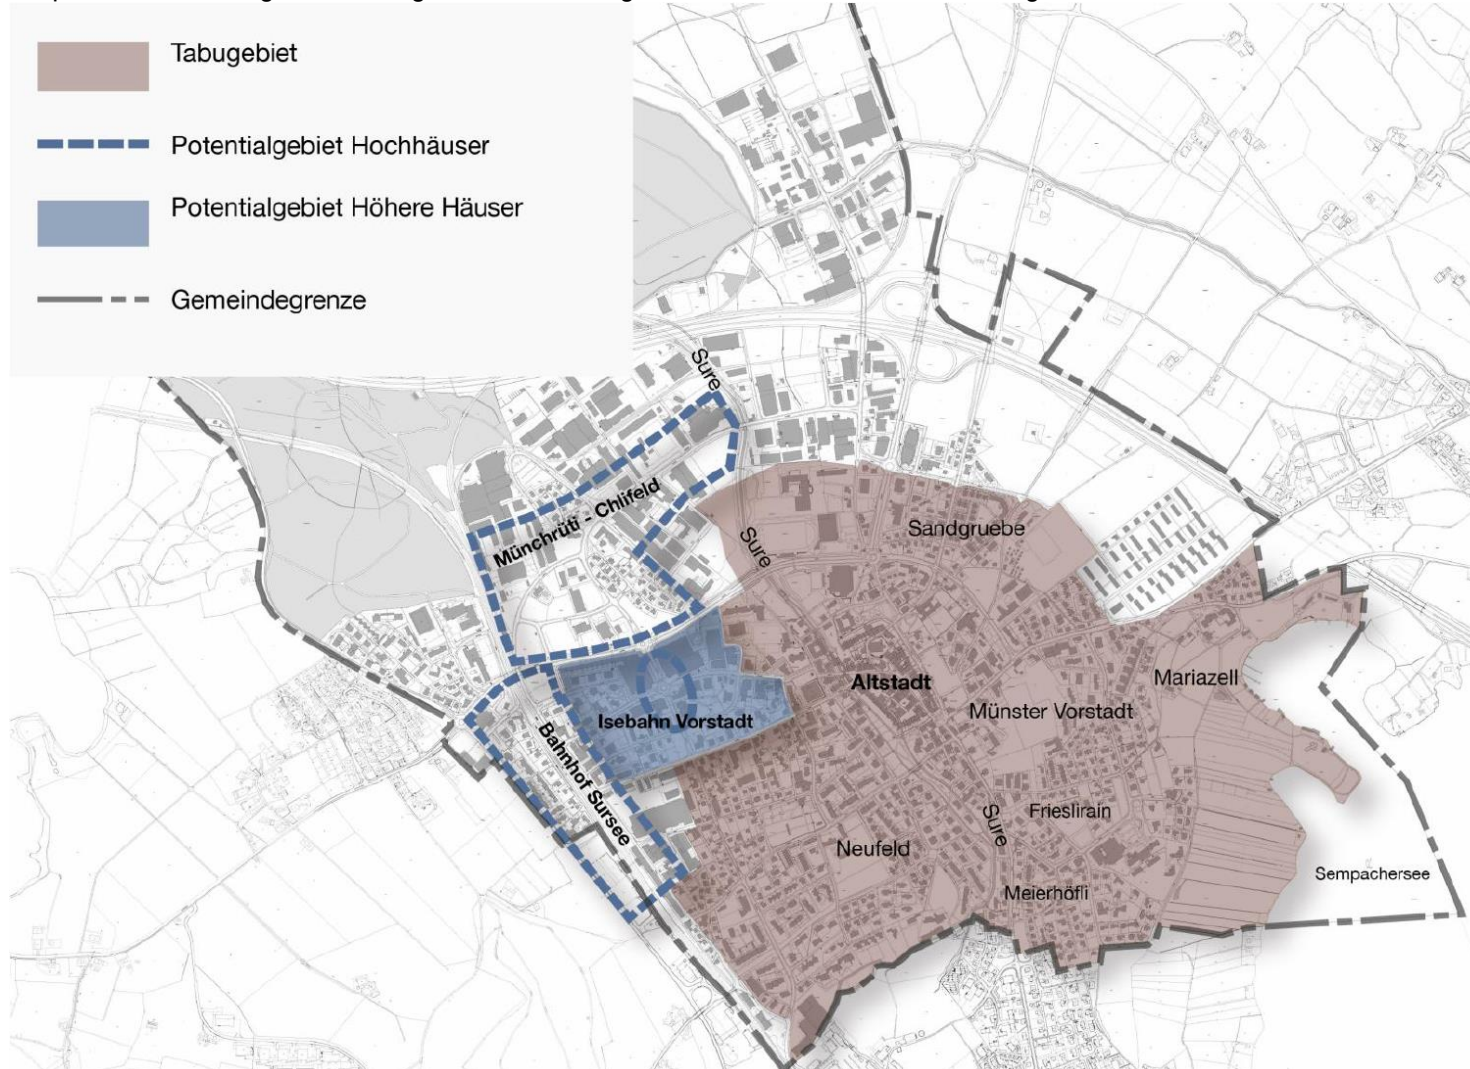 Tabugebiet
Potentialgebiet Hochhäuser
Potentialgebiet Höhere Häuser
Gemeindegrenze
Sure
Münchrüti - Chlifeld
Sure
Sandgruebe
Altstadt
Mariazell
Münster Vorstadt
Isebahn Vorstadt
Bahnhof Sursee
Frieslirain
Sure
Neufeld
Meierhöfli
Sempachersee